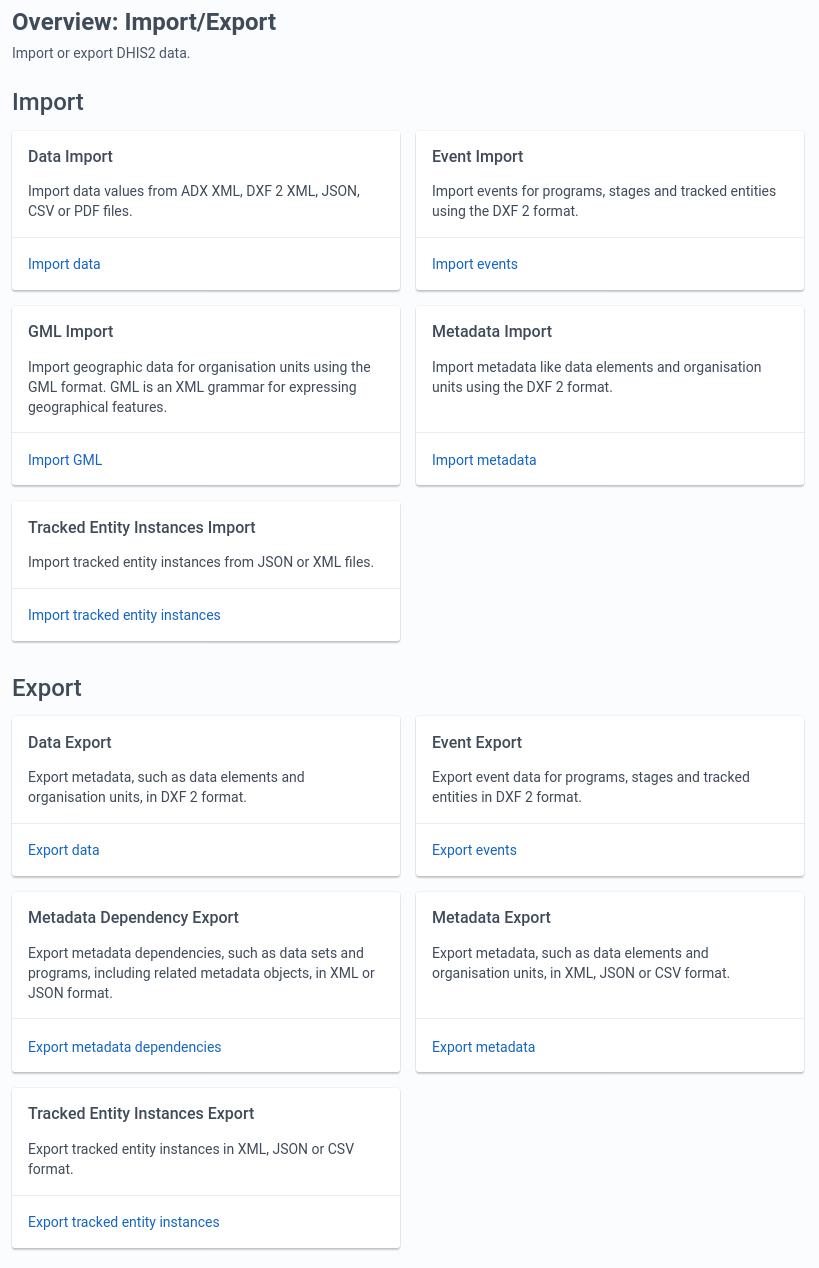 Overview: Import/Export
Import or export DHIS2 data.
Import
Data Import
Import data values from ADX XML, DXF 2 XML, JSON,
CSV or PDF files.
Import data
Event Import
Import events for programs, stages and tracked entities
using the DXF 2 format.
Import events
GML Import
Import geographic data for organisation units using the
GML format. GML is an XML grammar for expressing
geographical features.
Import GML
Metadata Import
Import metadata like data elements and organisation
units using the DXF 2 format.
Import metadata
Tracked Entity Instances Import
Import tracked entity instances from JSON or XML files.
Import tracked entity instances
Export
Data Export
Export metadata, such as data elements and
organisation units, in DXF 2 format.
Export data
Event Export
Export event data for programs, stages and tracked
entities in DXF 2 format.
Export events
Metadata Dependency Export
Export metadata dependencies, such as data sets and
programs, including related metadata objects, in XML or
JSON format.
Export metadata dependencies
Metadata Export
Export metadata, such as data elements and
organisation units, in XML, JSON or CSV format.
Export metadata
Tracked Entity Instances Export
Export tracked entity instances in XML, JSON or CSV
format.
Export tracked entity instances